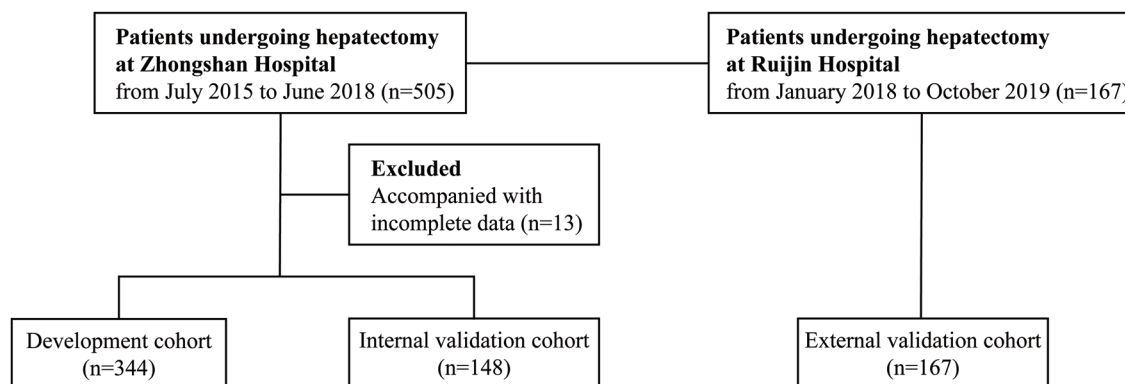 Patients undergoing hepatectomy
at Zhongshan Hospital
from July 2015 to June 2018 (n=505)
Patients undergoing hepatectomy
at Ruijin Hospital
from January 2018 to October 2019 (n=167)
Excluded
Accompanied with
incomplete data (n=13)
Development cohort
(n=344)
Internal validation cohort
(n=148)
External validation cohort
(n=167)